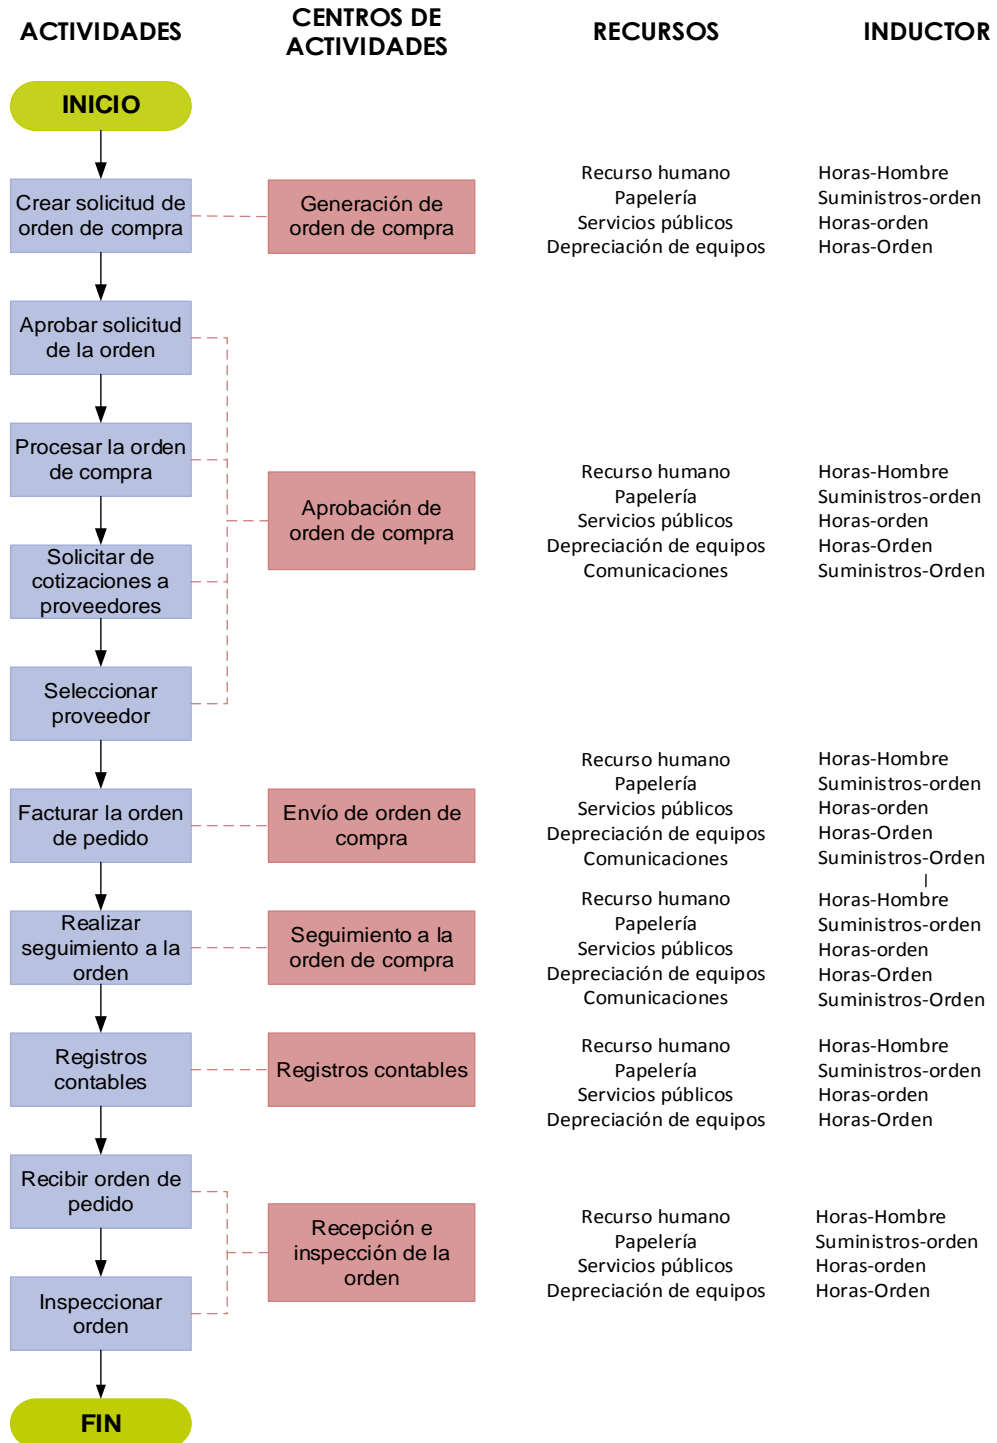 ACTIVIDADES
CENTROS DE
ACTIVIDADES
RECURSOS
INDUCTOR
INICIO
Crear solicitud de
orden de compra
Generación de
orden de compra
Recurso humano
Papelería
Servicios públicos
Depreciación de equipos
Horas-Hombre
Suministros-orden
Horas-orden
Horas-Orden
Aprobar solicitud
de la orden
Procesar la orden
de compra
Solicitar de
cotizaciones a
proveedores
Seleccionar
proveedor
Aprobación de
orden de compra
Recurso humano
Papelería
Servicios públicos
Depreciación de equipos
Comunicaciones
Horas-Hombre
Suministros-orden
Horas-orden
Horas-Orden
Suministros-Orden
Facturar la orden
de pedido
Envío de orden de
compra
Recurso humano
Papelería
Servicios públicos
Depreciación de equipos
Comunicaciones
Horas-Hombre
Suministros-orden
Horas-orden
Horas-Orden
Suministros-Orden
Realizar
seguimiento a la
orden
Seguimiento a la
orden de compra
Recurso humano
Papelería
Servicios públicos
Depreciación de equipos
Comunicaciones
Horas-Hombre
Suministros-orden
Horas-orden
Horas-Orden
Suministros-Orden
Registros
contables
Registros contables
Recurso humano
Papelería
Servicios públicos
Depreciación de equipos
Horas-Hombre
Suministros-orden
Horas-orden
Horas-Orden
Recibir orden de
pedido
Inspeccionar
orden
Recepción e
inspección de la
orden
Recurso humano
Papelería
Servicios públicos
Depreciación de equipos
Horas-Hombre
Suministros-orden
Horas-orden
Horas-Orden
FIN